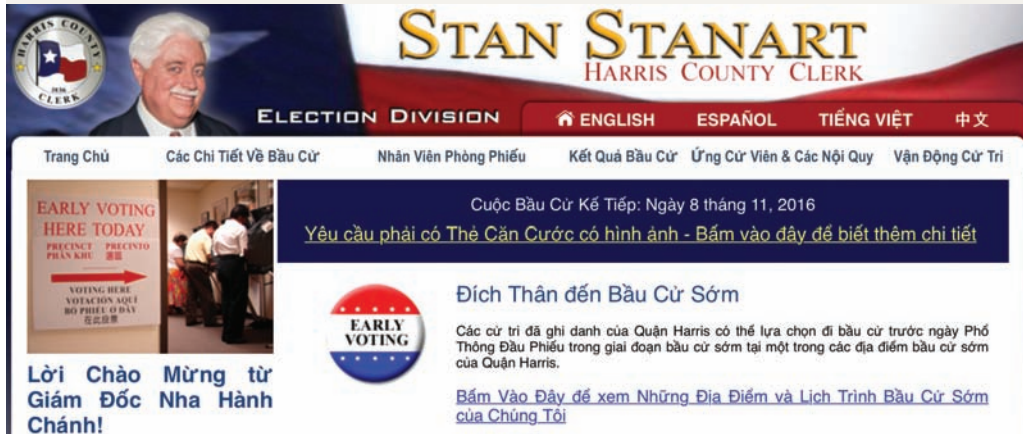 HARRIS COUNTY
CLERK
1836
STAN STANART
HARRIS COUNTY CLERK
ELECTION DIVISION
ENGLISH ESPAÑOL TIẾNG VIỆT 中文
Trang Chủ Các Chi Tiết Về Bầu Cử Nhân Viên Phòng Phiếu Kết Quả Bầu Cử Ứng Cử Viên & Các Nội Quy Vận Động Cử Tri
EARLY VOTING
HERE TODAY
PRECINCT PRECINTO
PHÂN KHU 選區
VOTING HERE
VOTACIÓN AQUÍ
BỎ PHIẾU Ở ĐÂY
在此投票
Cuộc Bầu Cử Kế Tiếp: Ngày 8 tháng 11, 2016
Yêu cầu phải có Thẻ Căn Cước có hình ảnh - Bấm vào đây để biết thêm chi tiết
EARLY
VOTING
Đích Thân đến Bầu Cử Sớm
Các cử tri đã ghi danh của Quận Harris có thể lựa chọn đi bầu cử trước ngày Phổ
Thông Đầu Phiếu trong giai đoạn bầu cử sớm tại một trong các địa điểm bầu cử sớm
của Quận Harris.
Bấm Vào Đây để xem Những Địa Điểm và Lịch Trình Bầu Cử Sớm
của Chúng Tôi
Lời Chào Mừng từ
Giám Đốc Nha Hành
Chánh!